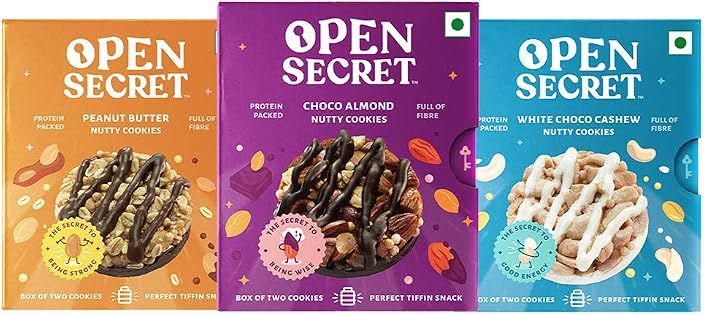 OPEN
SECRET™
PROTEIN
PACKED
PEANUT BUTTER
NUTTY COOKIES
FULL OF
FIBRE
THE SECRET TO
BEING STRONG
BOX OF TWO COOKIES
PERFECT TIFFIN SNACK
OPEN
SECRET™
PROTEIN
PACKED
CHOCO ALMOND
NUTTY COOKIES
FULL OF
FIBRE
THE SECRET TO
BEING WISE
BOX OF TWO COOKIES
PERFECT TIFFIN SNACK
OPEN
SECRET™
PROTEIN
PACKED
WHITE CHOCO CASHEW
NUTTY COOKIES
FULL OF
FIBRE
THE SECRET TO
GOOD ENERGY
BOX OF TWO COOKIES
PERFECT TIFFIN SNACK